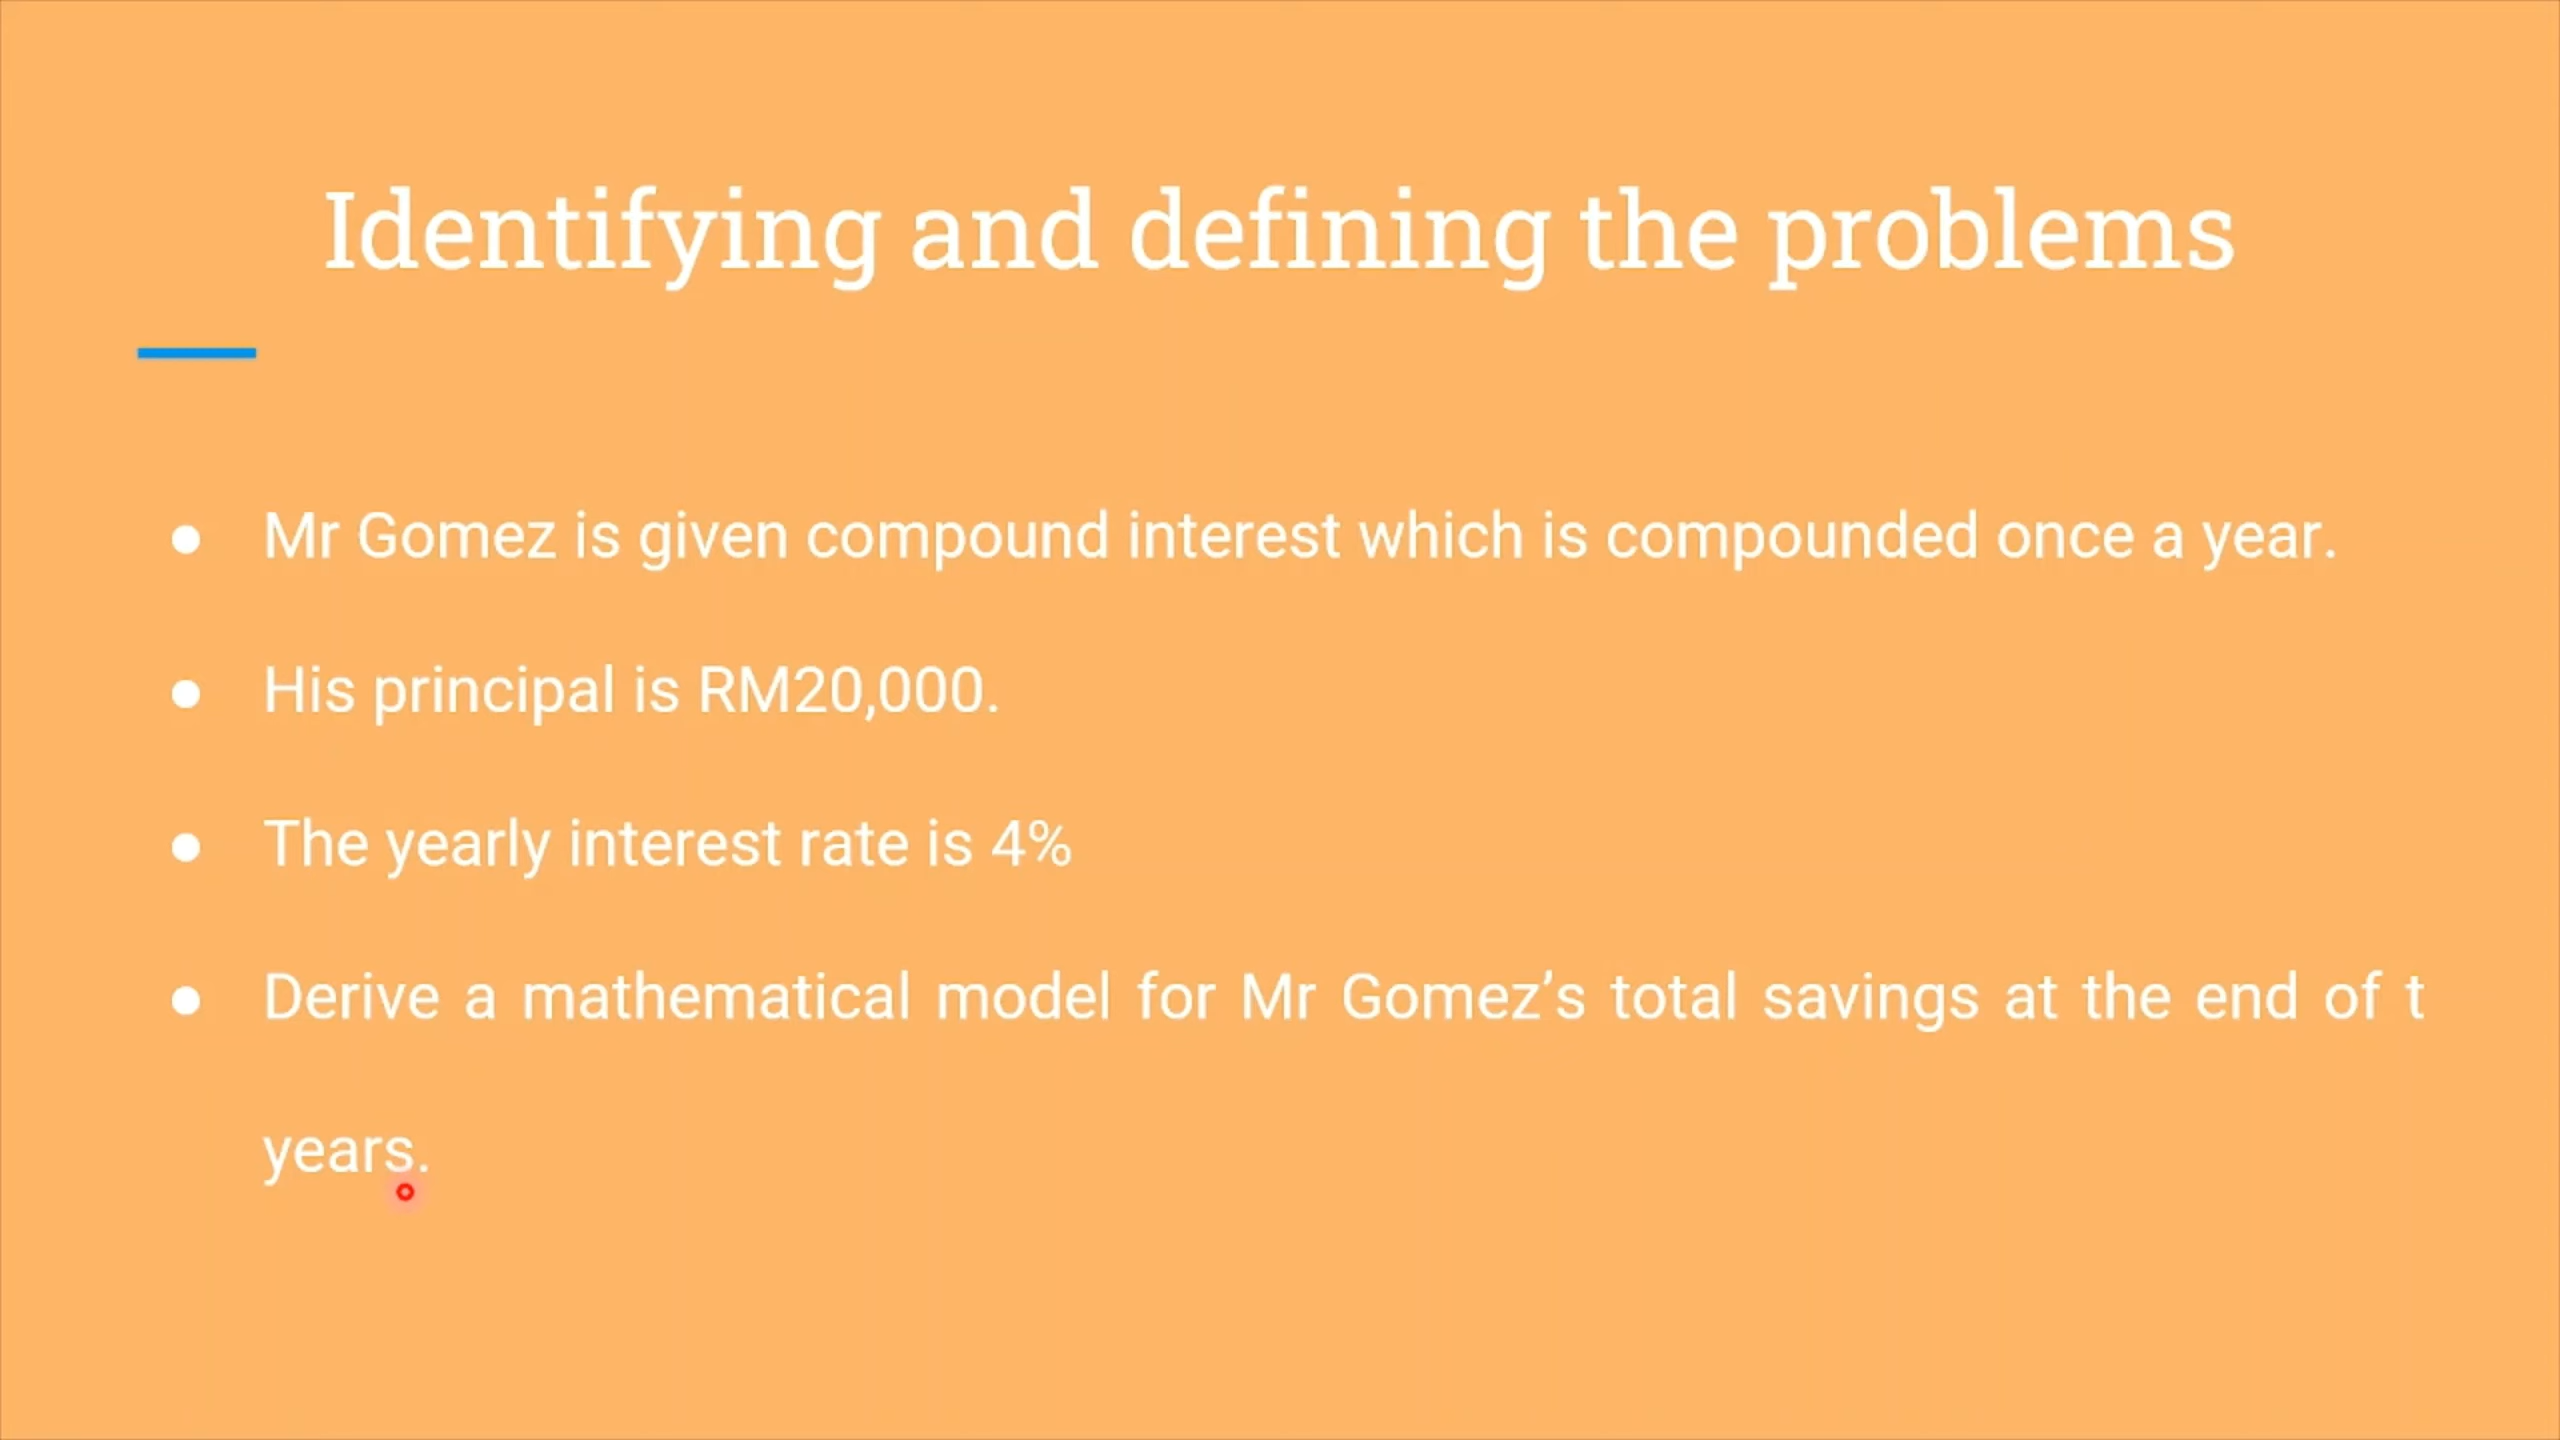 Identifying and defining the problems
● Mr Gomez is given compound interest which is compounded once a year.
● His principal is RM20,000.
● The yearly interest rate is 4%
● Derive a mathematical model for Mr Gomez’s total savings at the end of t
years.